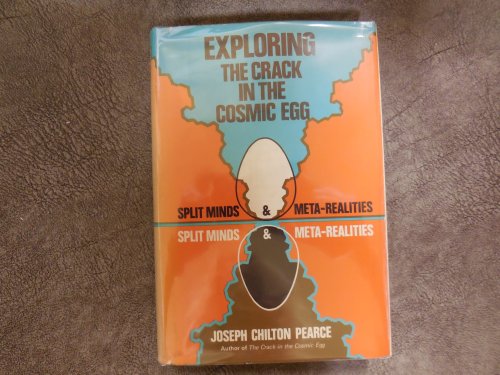 EXPLORING
THE CRACK
IN THE
COSMIC EGG
SPLIT MINDS & META-REALITIES
SPLIT MINDS & META-REALITIES
JOSEPH CHILTON PEARCE
Author of The Crack in the Cosmic Egg